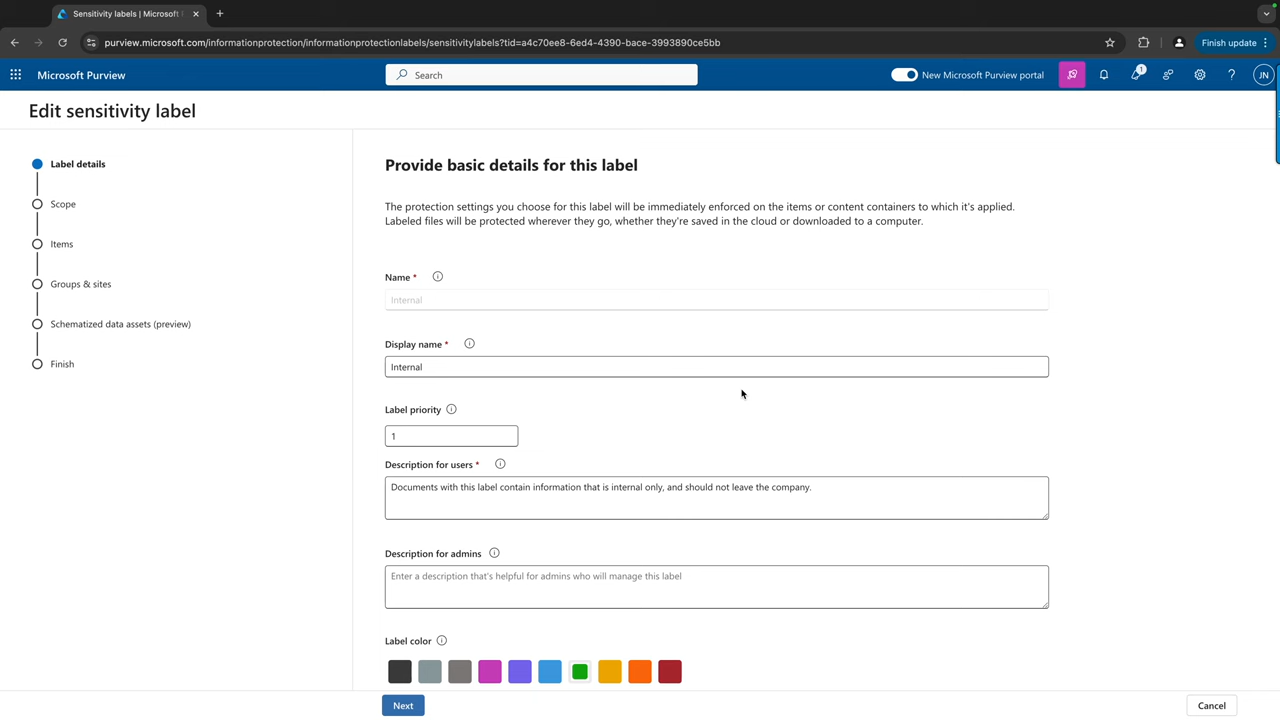 Sensitivity labels | Microsoft
purview.microsoft.com/informationprotection/informationprotectionlabels/sensitivitylabels?tid=a4c70ee8-6ed4-4390-bace-3993890ce5bb
Finish update
Microsoft Purview
Search
New Microsoft Purview portal
1
JN
Edit sensitivity label
Label details
Scope
Items
Groups & sites
Schematized data assets (preview)
Finish
Provide basic details for this label
The protection settings you choose for this label will be immediately enforced on the items or content containers to which it's applied.
Labeled files will be protected wherever they go, whether they're saved in the cloud or downloaded to a computer.
Name *
Internal
Display name *
Internal
Label priority
1
Description for users *
Documents with this label contain information that is internal only, and should not leave the company.
Description for admins
Enter a description that's helpful for admins who will manage this label
Label color
Next
Cancel